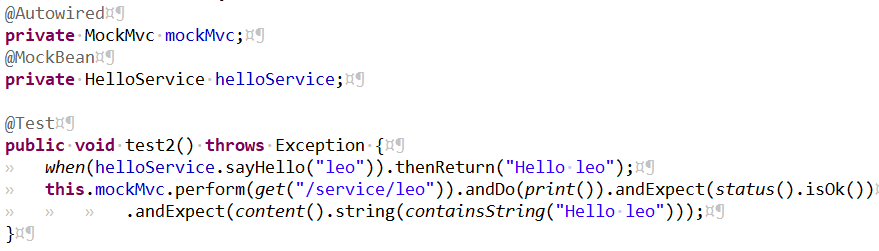 @Autowired¤¶
private·MockMvc·mockMvc;¤¶
@MockBean¤¶
private·HelloService·helloService;¤¶
@Test¤¶
public·void·test2()·throws·Exception·{¤¶
»   when(helloService.sayHello("leo")).thenReturn("Hello·leo");¤¶
»   this.mockMvc.perform(get("/service/leo")).andDo(print()).andExpect(status().isOk())¤
»   »   »   .andExpect(content().string(containsString("Hello·leo")));¤¶
}¤¶